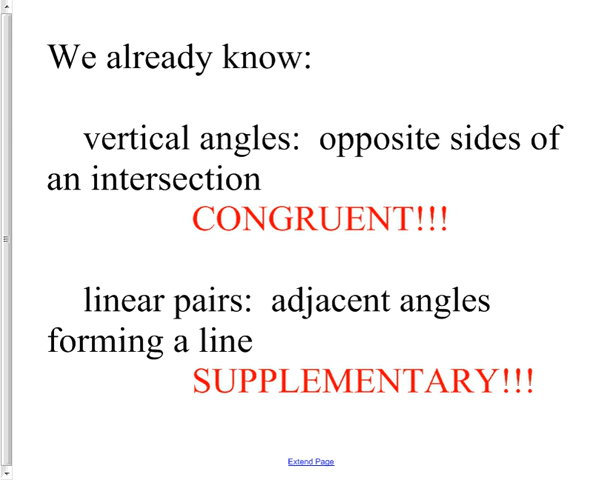 We already know:
vertical angles: opposite sides of
an intersection
CONGRUENT!!!
linear pairs: adjacent angles
forming a line
SUPPLEMENTARY!!!
Extend Page